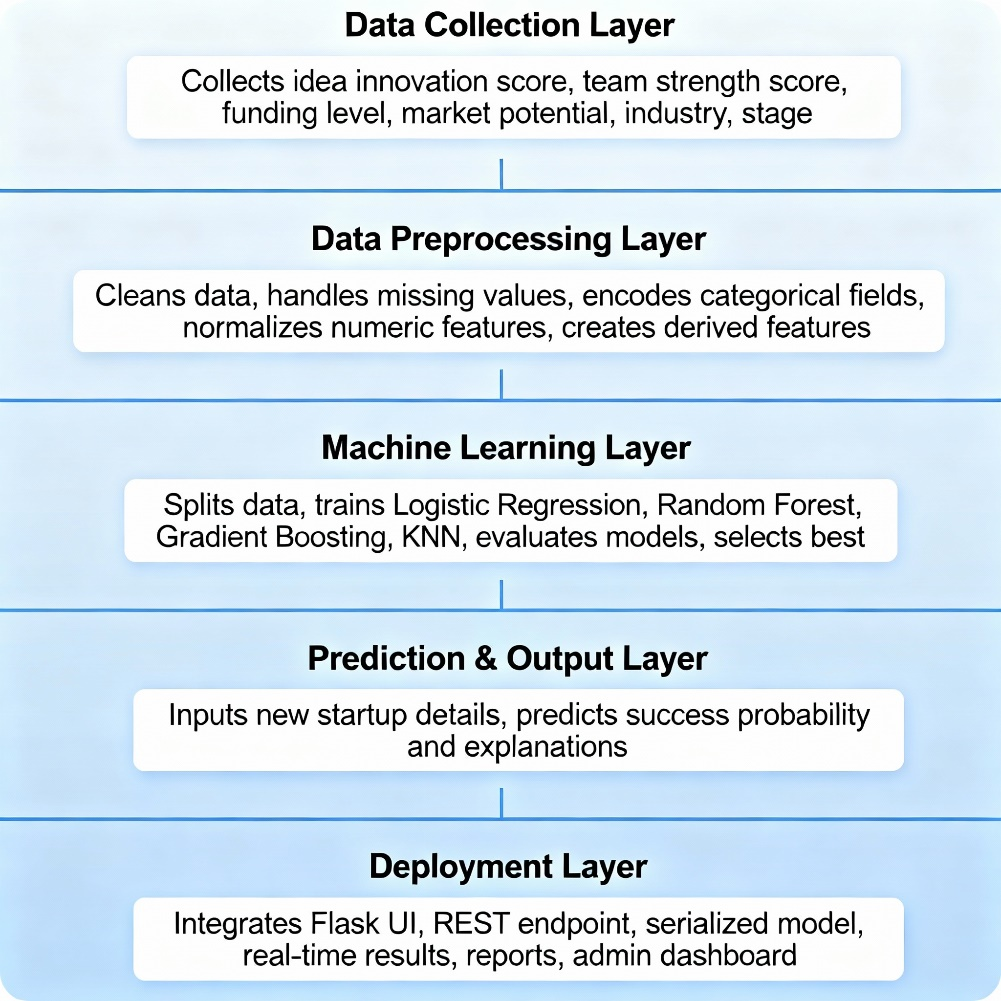 Data Collection Layer
Collects idea innovation score, team strength score,
funding level, market potential, industry, stage
Data Preprocessing Layer
Cleans data, handles missing values, encodes categorical fields,
normalizes numeric features, creates derived features
Machine Learning Layer
Splits data, trains Logistic Regression, Random Forest,
Gradient Boosting, KNN, evaluates models, selects best
Prediction & Output Layer
Inputs new startup details, predicts success probability
and explanations
Deployment Layer
Integrates Flask UI, REST endpoint, serialized model,
real-time results, reports, admin dashboard